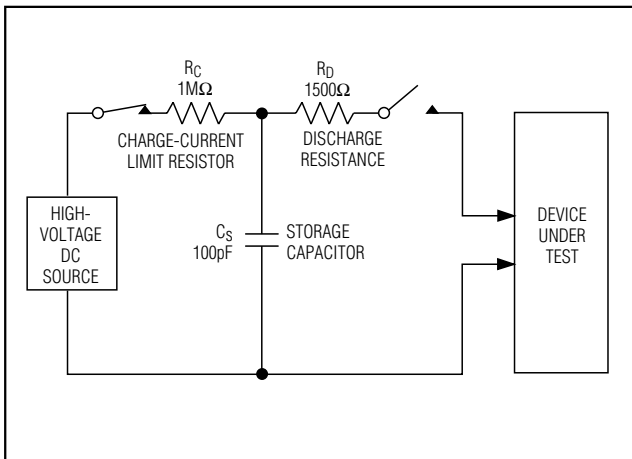 R_C
1MΩ
CHARGE-CURRENT
LIMIT RESISTOR
R_D
1500Ω
DISCHARGE
RESISTANCE
HIGH-
VOLTAGE
DC
SOURCE
C_S
100pF
STORAGE
CAPACITOR
DEVICE
UNDER
TEST